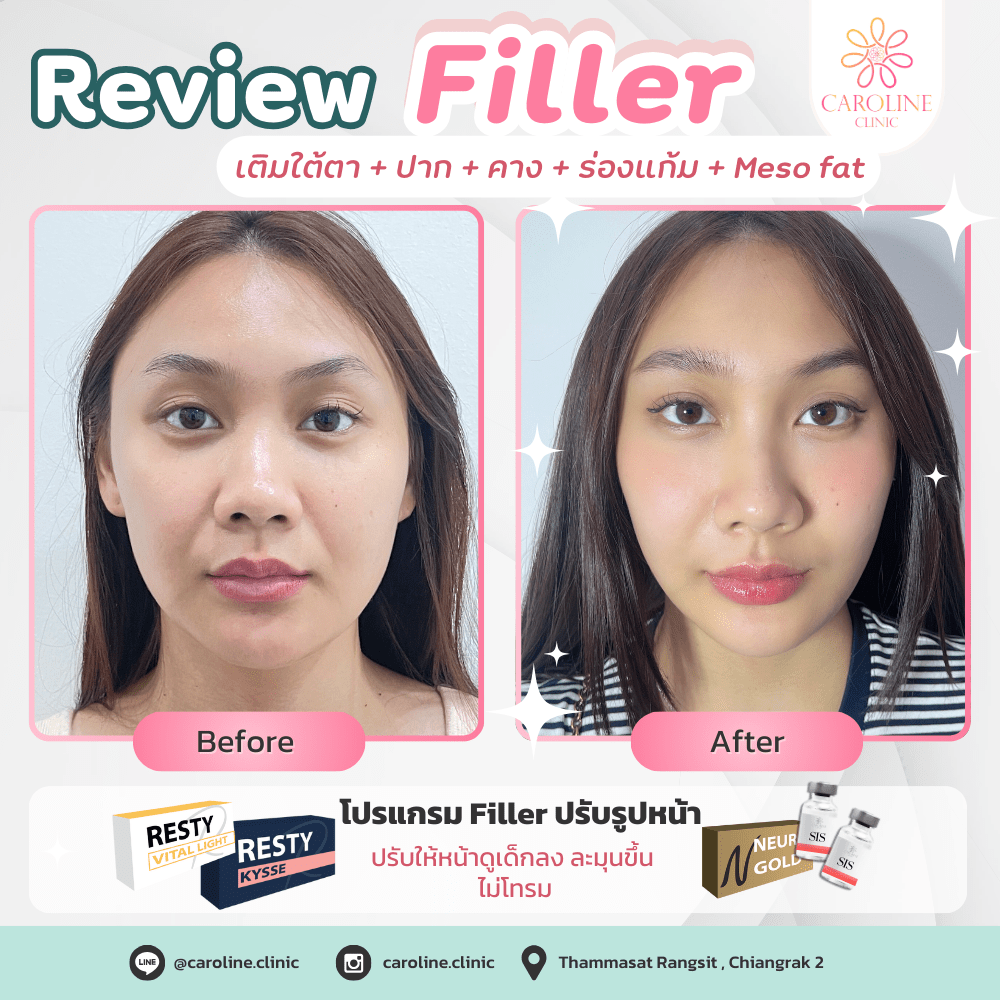 Review Filler
CAROLINE
CLINIC
เติมใต้ตา + ปาก + คาง + ร่องแก้ม + Meso fat
Before
After
โปรแกรม Filler ปรับรูปหน้า
ปรับให้หน้าดูเด็กลง ละมุนขึ้น
ไม่โทรม
RESTY
VITAL LIGHT
RESTY
KYSSE
NEUR
GOLD
SIS
SIS
LINE
@caroline.clinic
caroline.clinic
Thammasat Rangsit , Chiangrak 2